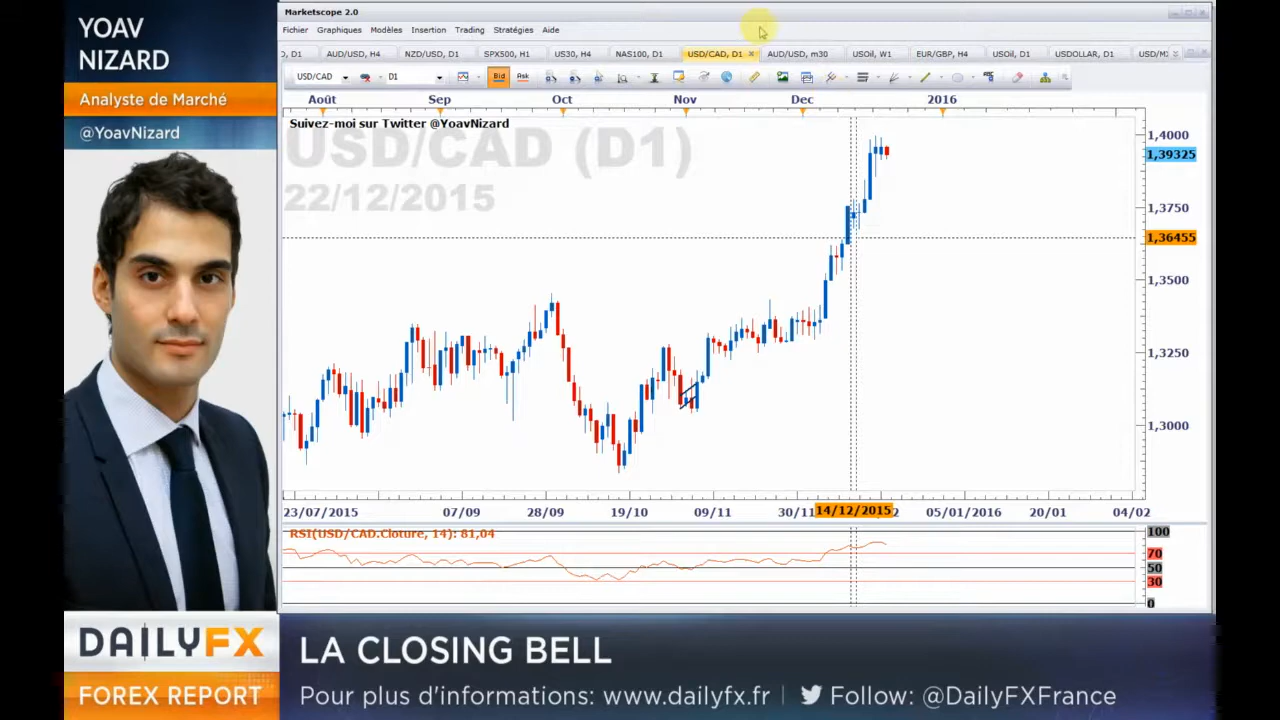 YOAV
NIZARD
Analyste de Marché
@YoavNizard
Marketscope 2.0
Fichier Graphiques Modèles Insertion Trading Stratégies Aide
D, D1 AUD/USD, H4 NZD/USD, D1 SPX500, H1 US30, H4 NAS100, D1 USD/CAD, D1 AUD/USD, m30 USOil, W1 EUR/GBP, H4 USOil, D1 USDOLLAR, D1 USD/M
USD/CAD D1 Bid Ask
Août Sep Oct Nov Dec 2016
Suivez-moi sur Twitter @YoavNizard
USD/CAD (D1)
22/12/2015
1,4000
1,39325
1,3750
1,36455
1,3500
1,3250
1,3000
23/07/2015 07/09 28/09 19/10 09/11 30/11 14/12/2015 2 05/01/2016 20/01 04/02
RSI(USD/CAD.Cloture, 14): 81,04
100
70
50
30
0
DAILYFX
FOREX REPORT
LA CLOSING BELL
Pour plus d'informations: www.dailyfx.fr | Follow: @DailyFXFrance